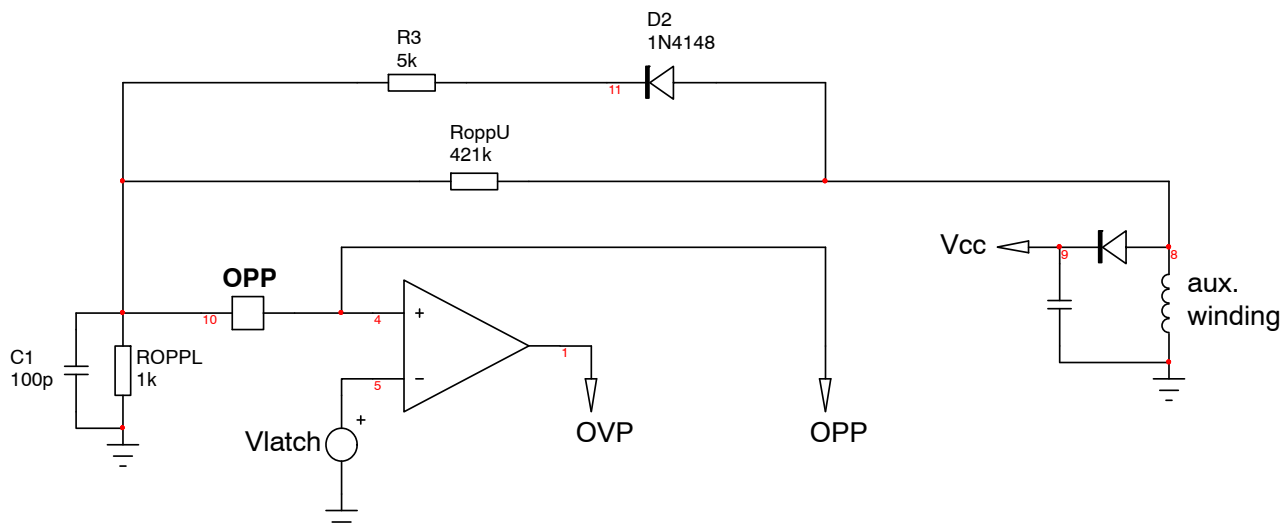 D2
1N4148
R3
5k
11
RoppU
421k
Vcc
9
8
aux.
winding
OPP
10
4
+
C1
100p
ROPPL
1k
1
5
−
+
Vlatch
OVP
OPP